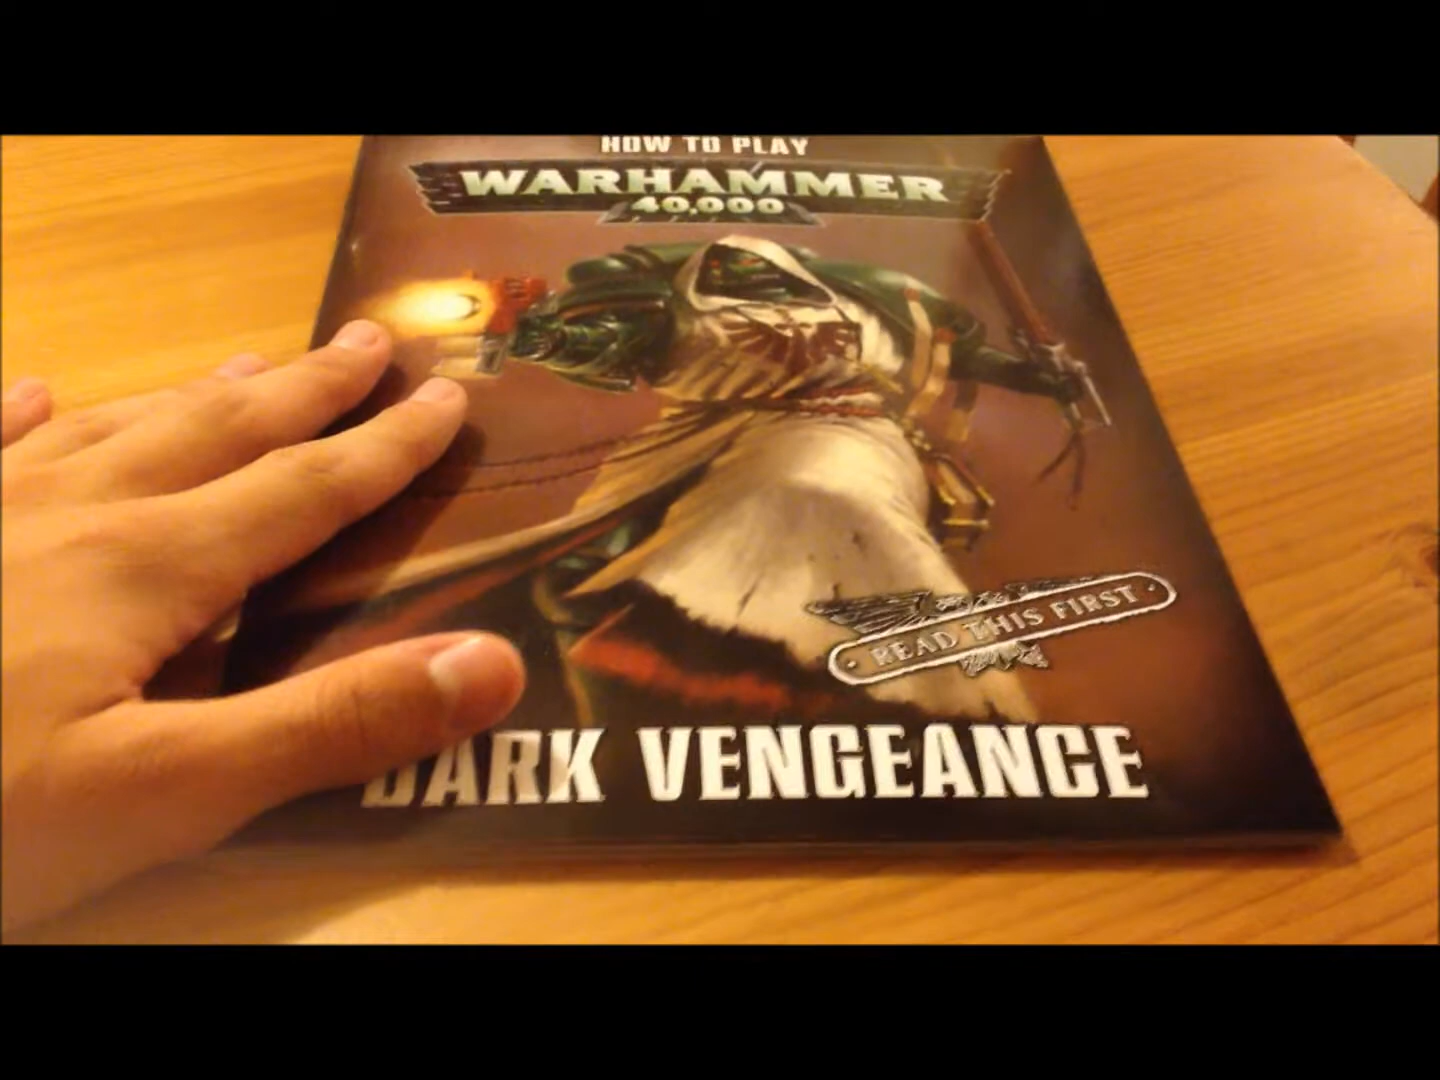 HOW TO PLAY
WARHAMMER
40,000
READ THIS FIRST
DARK VENGEANCE